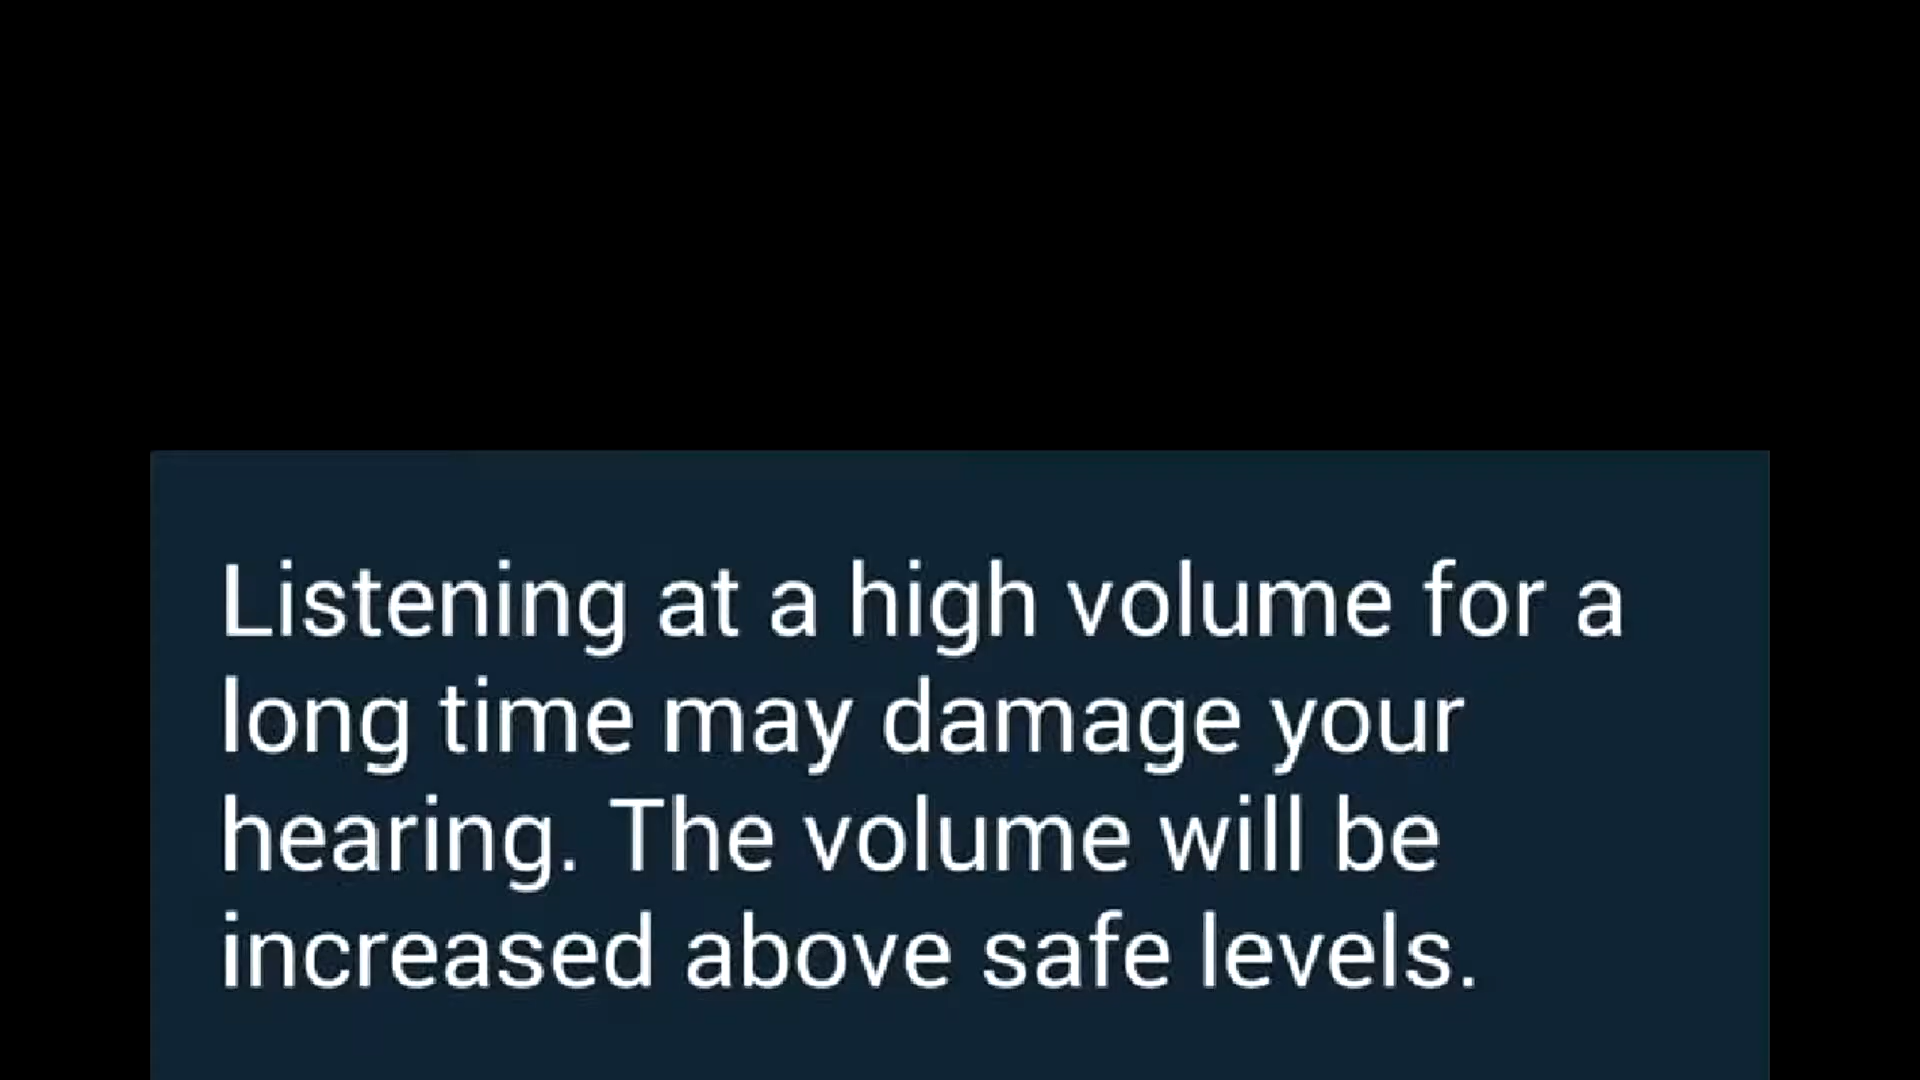 Listening at a high volume for a
long time may damage your
hearing. The volume will be
increased above safe levels.